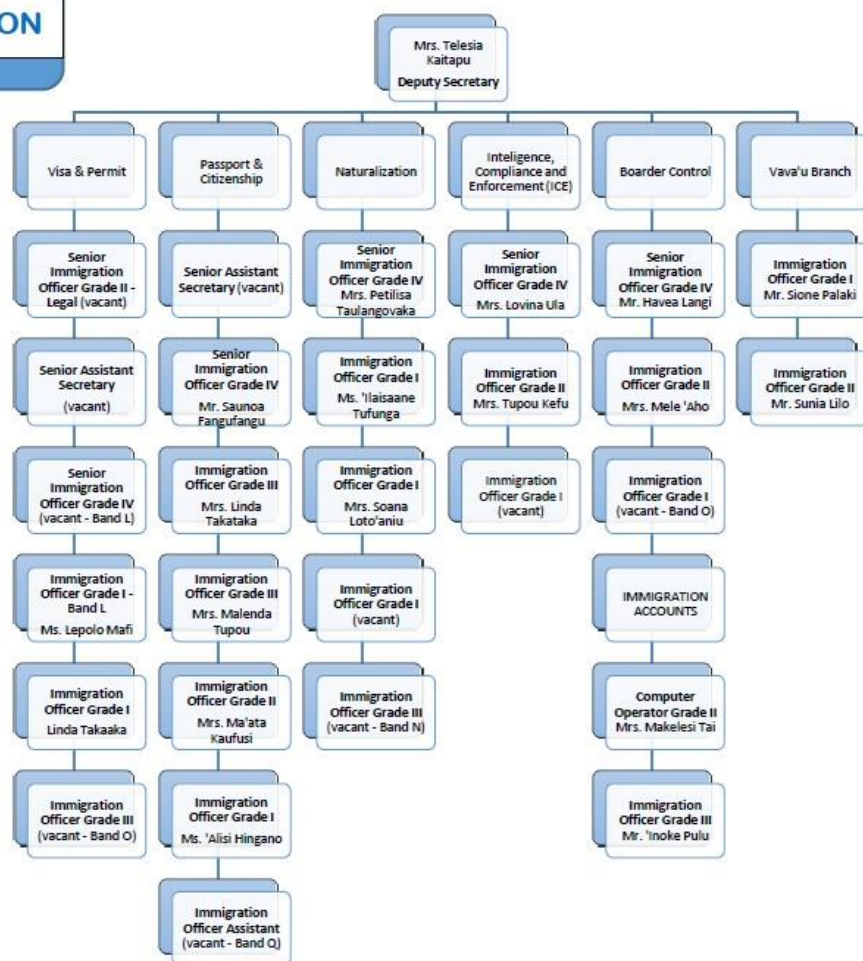 ON
Mrs. Telesia
Kaitapu
Deputy Secretary
Visa & Permit
Passport &
Citizenship
Naturalization
Inteligence,
Compliance and
Enforcement (ICE)
Boarder Control
Vava'u Branch
Senior
Immigration
Officer Grade II -
Legal (vacant)
Senior Assistant
Secretary (vacant)
Senior
Immigration
Officer Grade IV
Mrs. Petilisa
Taulangovaka
Senior
Immigration
Officer Grade IV
Mrs. Lovina Ula
Senior
Immigration
Officer Grade IV
Mr. Havea Langi
Immigration
Officer Grade I
Mr. Sione Palaki
Senior Assistant
Secretary
(vacant)
Senior
Immigration
Officer Grade IV
Mr. Saunoa
Fangufangu
Immigration
Officer Grade I
Ms. 'Ilaisaane
Tufunga
Immigration
Officer Grade II
Mrs. Tupou Kefu
Immigration
Officer Grade II
Mrs. Mele 'Aho
Immigration
Officer Grade II
Mr. Sunia Lilo
Senior
Immigration
Officer Grade IV
(vacant - Band L)
Immigration
Officer Grade III
Mrs. Linda
Takataka
Immigration
Officer Grade I
Mrs. Soana
Loto'aniu
Immigration
Officer Grade I
(vacant)
Immigration
Officer Grade I
(vacant - Band O)
Immigration
Officer Grade I -
Band L
Ms. Lepolo Mafi
Immigration
Officer Grade III
Mrs. Malenda
Tupou
Immigration
Officer Grade I
(vacant)
IMMIGRATION
ACCOUNTS
Immigration
Officer Grade I
Linda Takaaka
Immigration
Officer Grade II
Mrs. Ma'ata
Kaufusi
Immigration
Officer Grade III
(vacant - Band N)
Computer
Operator Grade II
Mrs. Makelesi Tai
Immigration
Officer Grade III
(vacant - Band O)
Immigration
Officer Grade I
Ms. 'Alisi Hingano
Immigration
Officer Grade III
Mr. 'Inoke Pulu
Immigration
Officer Assistant
(vacant - Band Q)